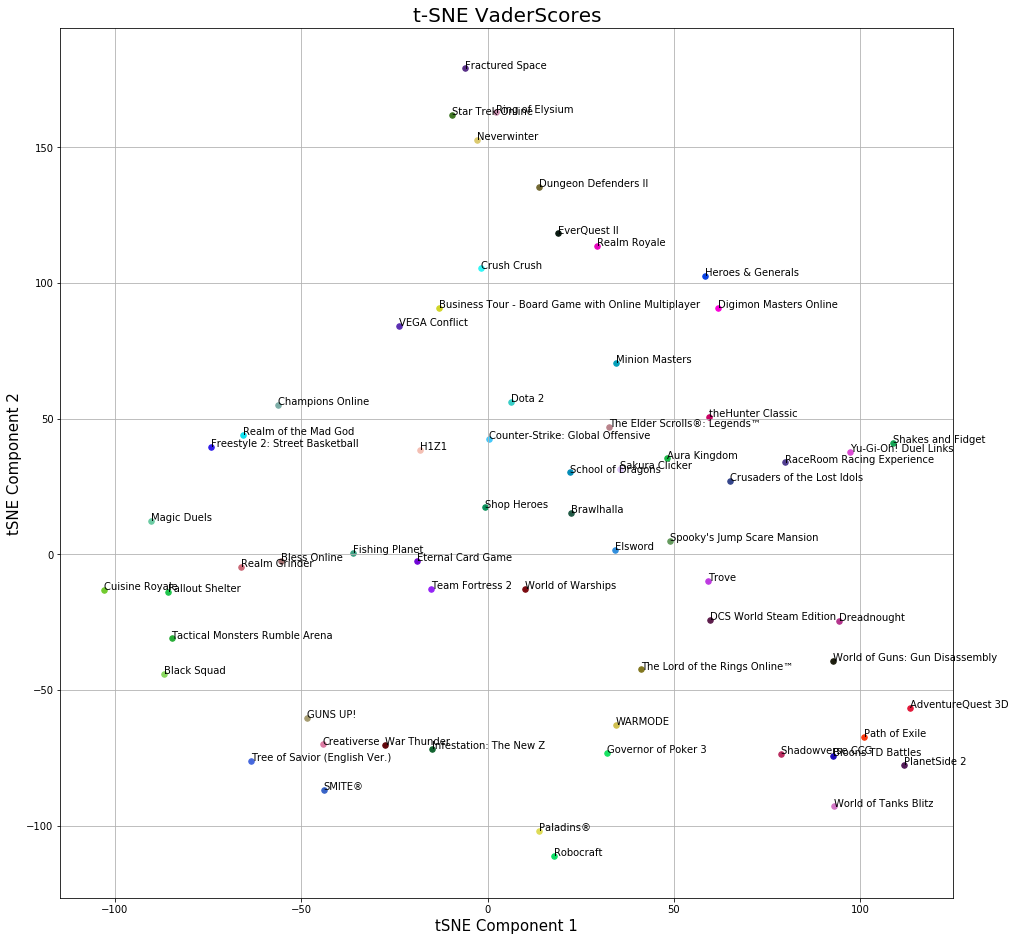 t-SNE VaderScores
Fractured Space
Star Trek Online
Ring of Elysium
Neverwinter
Dungeon Defenders II
EverQuest II
Realm Royale
Crush Crush
Heroes & Generals
Business Tour - Board Game with Online Multiplayer
Digimon Masters Online
VEGA Conflict
Minion Masters
Champions Online
Dota 2
theHunter Classic
The Elder Scrolls®: Legends™
Realm of the Mad God
Counter-Strike: Global Offensive
Freestyle 2: Street Basketball
Shakes and Fidget
H1Z1
Yu-Gi-Oh! Duel Links
Aura Kingdom
RaceRoom Racing Experience
Sakura Clicker
School of Dragons
Crusaders of the Lost Idols
Shop Heroes
Brawlhalla
Magic Duels
Spooky's Jump Scare Mansion
Elsword
Fishing Planet
Bless Online
Eternal Card Game
Realm Grinder
Trove
Cuisine Royale
Fallout Shelter
Team Fortress 2
World of Warships
DCS World Steam Edition
Dreadnought
Tactical Monsters Rumble Arena
World of Guns: Gun Disassembly
The Lord of the Rings Online™
Black Squad
AdventureQuest 3D
GUNS UP!
WARMODE
Path of Exile
Creativerse
War Thunder
Infestation: The New Z
Governor of Poker 3
Shadowverse CCG
Bloons TD Battles
Tree of Savior (English Ver.)
PlanetSide 2
SMITE®
World of Tanks Blitz
Paladins®
Robocraft
150
100
50
0
−50
−100
tSNE Component 2
−100
−50
0
50
100
tSNE Component 1